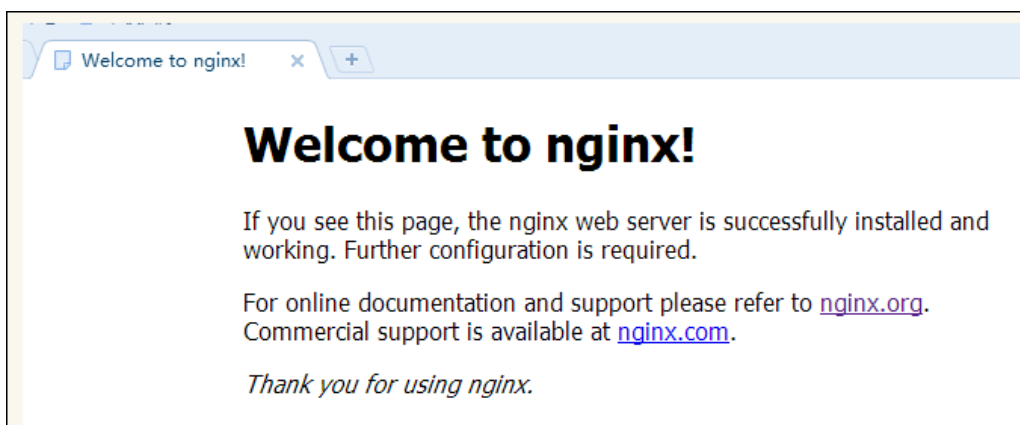 Welcome to nginx!
Welcome to nginx!
If you see this page, the nginx web server is successfully installed and
working. Further configuration is required.
For online documentation and support please refer to nginx.org.
Commercial support is available at nginx.com.
Thank you for using nginx.